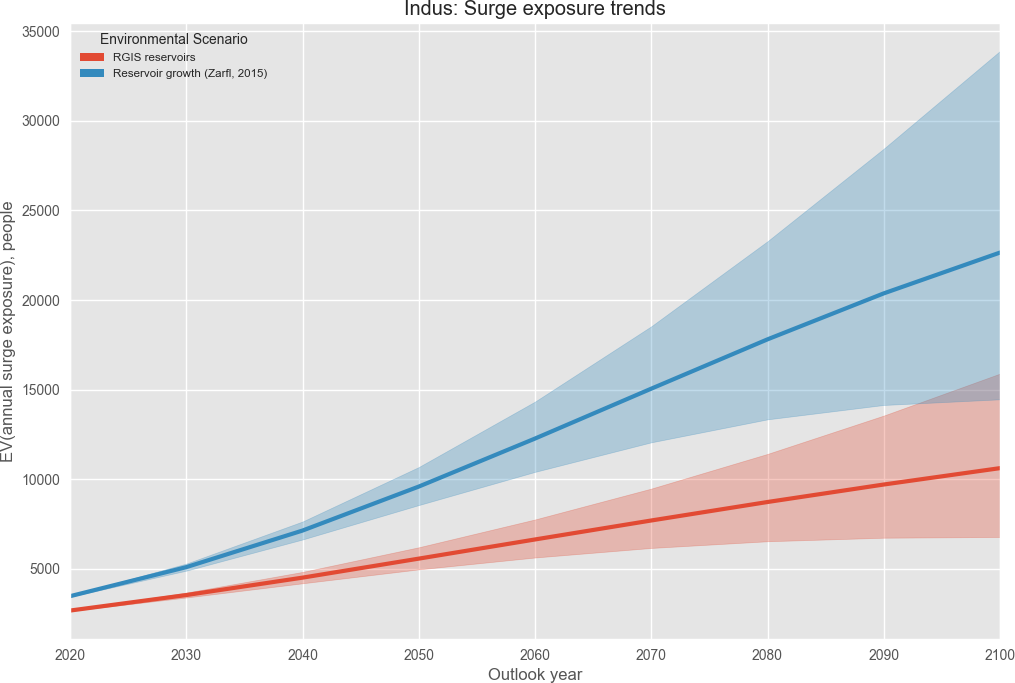 Indus: Surge exposure trends
Environmental Scenario
RGIS reservoirs
Reservoir growth (Zarfl, 2015)
EV(annual surge exposure), people
35000
30000
25000
20000
15000
10000
5000
2020 2030 2040 2050 2060 2070 2080 2090 2100
Outlook year